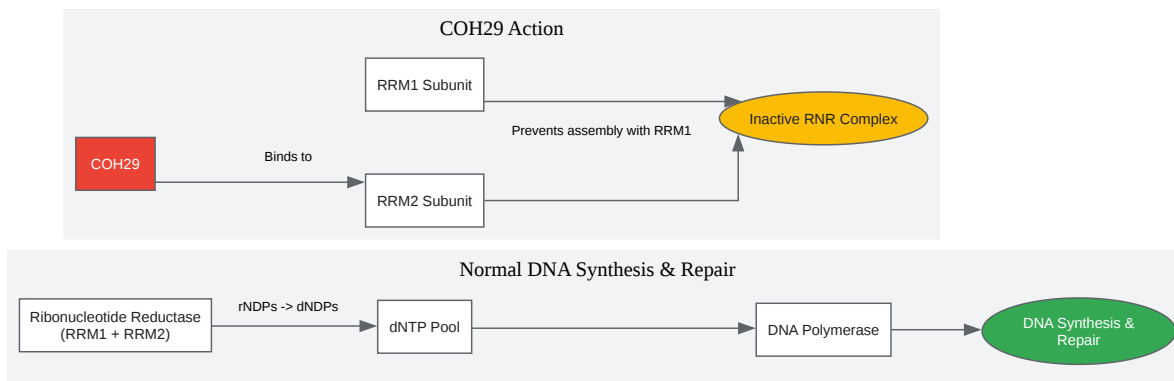 COH29 Action
RRM1 Subunit
Inactive RNR Complex
Prevents assembly with RRM1
COH29
Binds to
RRM2 Subunit
Normal DNA Synthesis & Repair
Ribonucleotide Reductase
(RRM1 + RRM2)
rNDPs -> dNDPs
dNTP Pool
DNA Polymerase
DNA Synthesis &
Repair